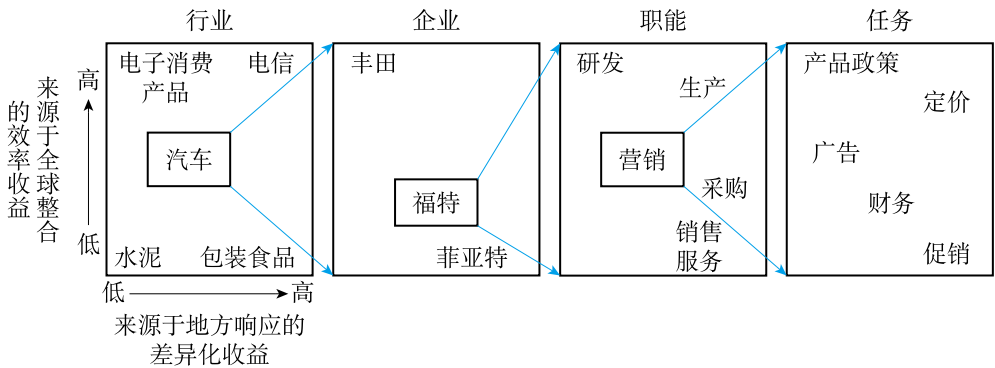 行业
企业
职能
任务
来源于全球整合
的效率收益
高
低
电子消费
产品
电信
汽车
水泥
包装食品
丰田
福特
菲亚特
研发
生产
营销
采购
销售
服务
产品政策
定价
广告
财务
促销
低
高
来源于地方响应的
差异化收益